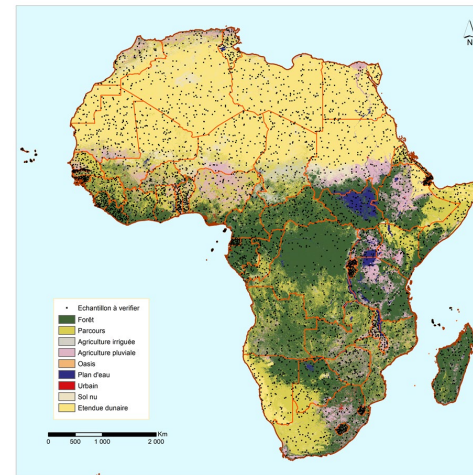 N
Echantillon à verifier
Forêt
Parcours
Agriculture irriguée
Agriculture pluviale
Oasis
Plan d'eau
Urbain
Sol nu
Etendue dunaire
Km
0 500 1 000 2 000